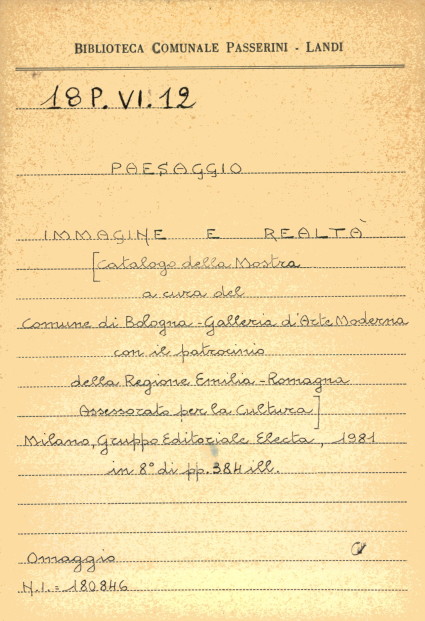 BIBLIOTECA COMUNALE PASSERINI - LANDI
18 P. VI. 12
PAESAGGIO
IMMAGINE E REALTÀ
[Catalogo della Mostra
a cura del
Comune di Bologna - Galleria d'Arte Moderna
con il patrocinio
della Regione Emilia - Romagna
Assessorato per la Cultura]
Milano, Gruppo Editoriale Electa, 1981
in 8° di pp. 384 ill.
Omaggio
N.I. = 180846